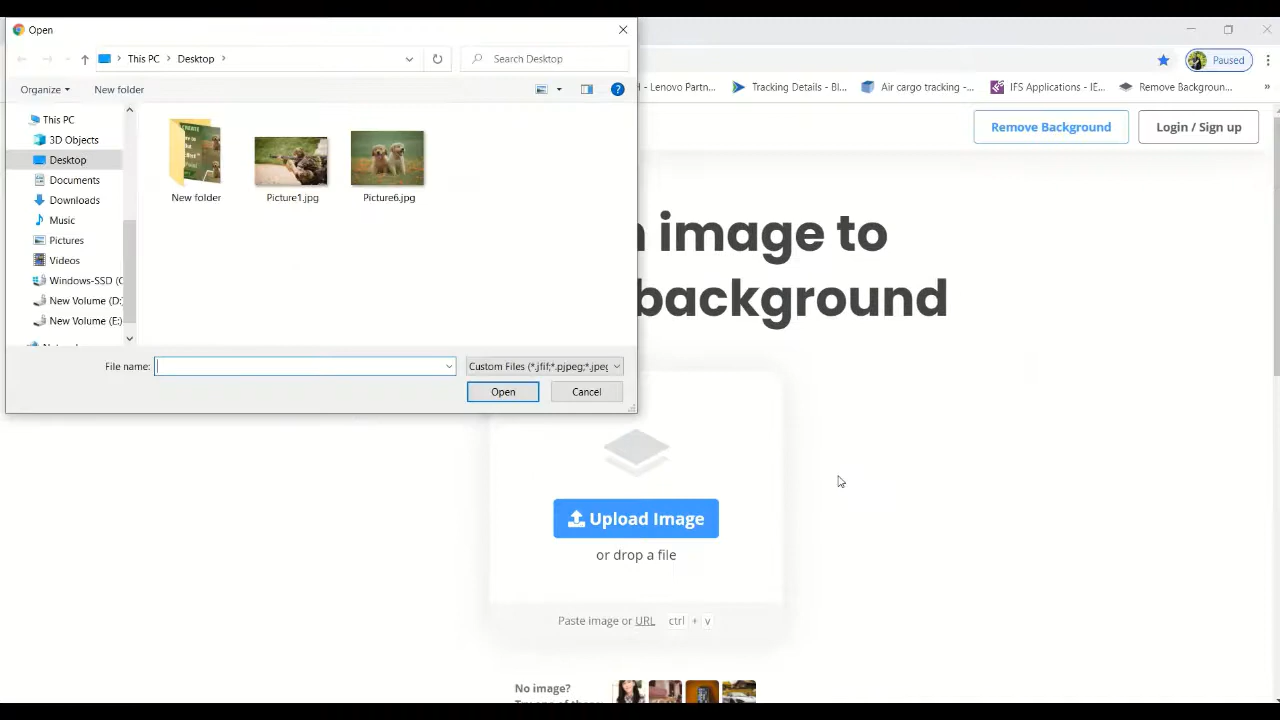 Open
Paused
This PC
Desktop
Search Desktop
Organize
New folder
H - Lenovo Partn...
Tracking Details - Bl...
Air cargo tracking -...
IFS Applications - IE...
Remove Backgroun...
»
This PC
3D Objects
Desktop
Documents
Downloads
Music
Pictures
Videos
Windows-SSD (C
New Volume (D:
New Volume (E:)
New folder
Picture1.jpg
Picture6.jpg
File name:
Custom Files (*.jfif;*.pjpeg;*.jpeg
Open
Cancel
Remove Background
Login / Sign up
image to
background
Upload Image
or drop a file
Paste image or URL ctrl + v
No image?